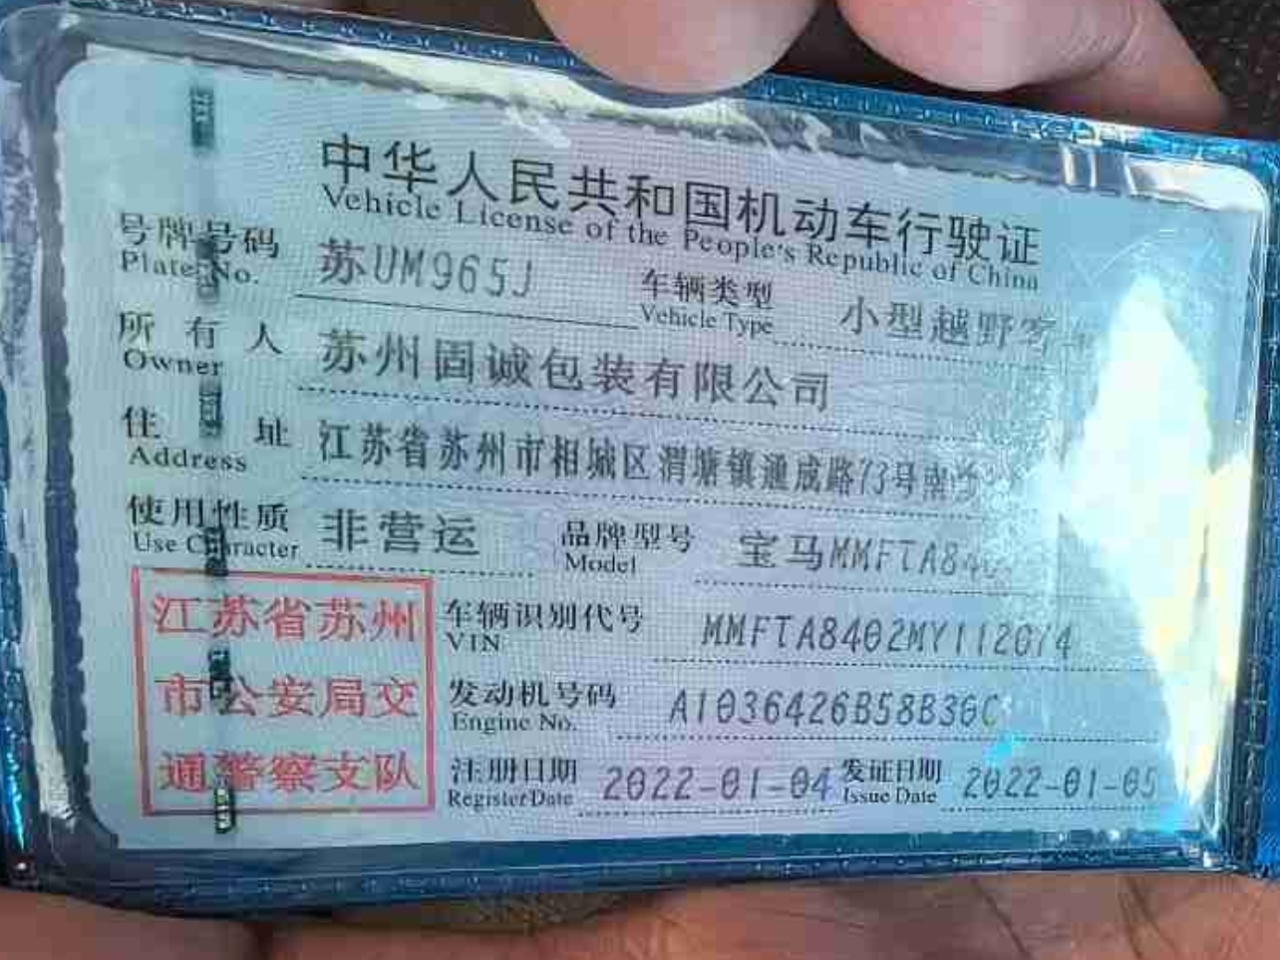 中华人民共和国机动车行驶证
Vehicle License of the People's Republic of China
号牌号码 苏UM965J 车辆类型 小型越野客车
Plate No. Vehicle Type
所有人 苏州固诚包装有限公司
Owner
住址 江苏省苏州市相城区渭塘镇通成路73号南
Address
使用性质 非营运 品牌型号 宝马MMFTA840
Use Character Model
江苏省苏州
市公安局交
通警察支队
车辆识别代号 MMFTA8402MY112074
VIN
发动机号码 A1036426B58B30C
Engine No.
注册日期 2022-01-04 发证日期 2022-01-05
Register Date Issue Date